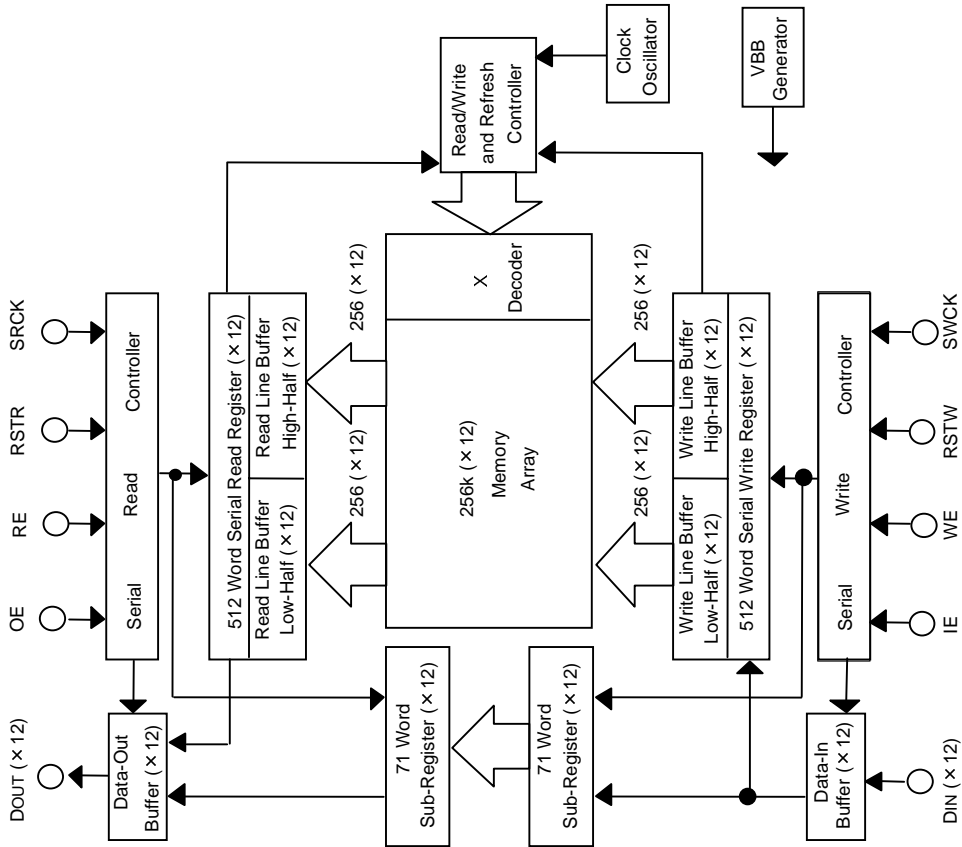 DOUT (×12)
OE
RE
RSTR
SRCK
Data-Out
Buffer (×12)
Serial Read Controller
512 Word Serial Read Register (×12)
Read Line Buffer
Low-Half (×12)
Read Line Buffer
High-Half (×12)
256 (×12)
256 (×12)
71 Word
Sub-Register (×12)
71 Word
Sub-Register (×12)
256k (×12)
Memory
Array
X
Decoder
Read/Write
and Refresh
Controller
Clock
Oscillator
256 (×12)
256 (×12)
Write Line Buffer
Low-Half (×12)
Write Line Buffer
High-Half (×12)
512 Word Serial Write Register (×12)
VBB
Generator
Data-In
Buffer (×12)
Serial Write Controller
DIN (×12)
IE
WE
RSTW
SWCK